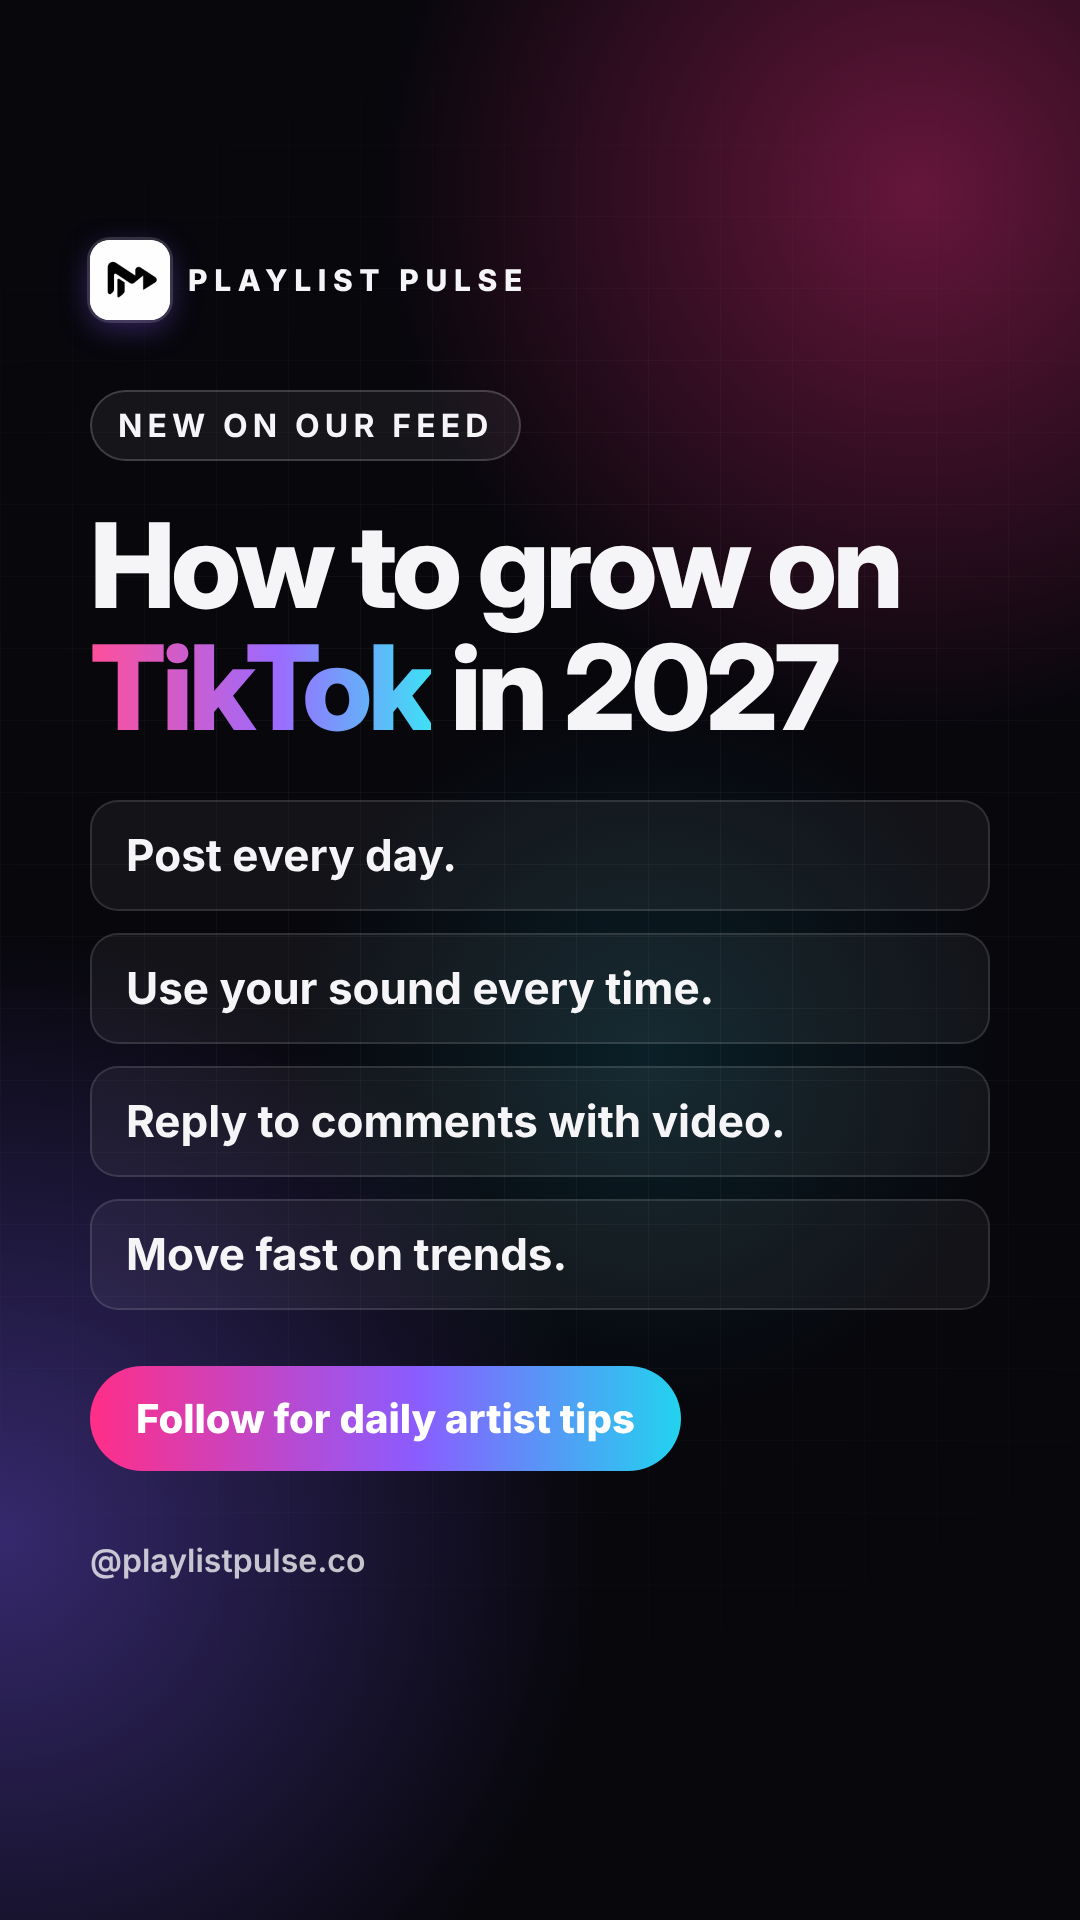 PLAYLIST PULSE
NEW ON OUR FEED
How to grow on
TikTok in 2027
Post every day.
Use your sound every time.
Reply to comments with video.
Move fast on trends.
Follow for daily artist tips
@playlistpulse.co